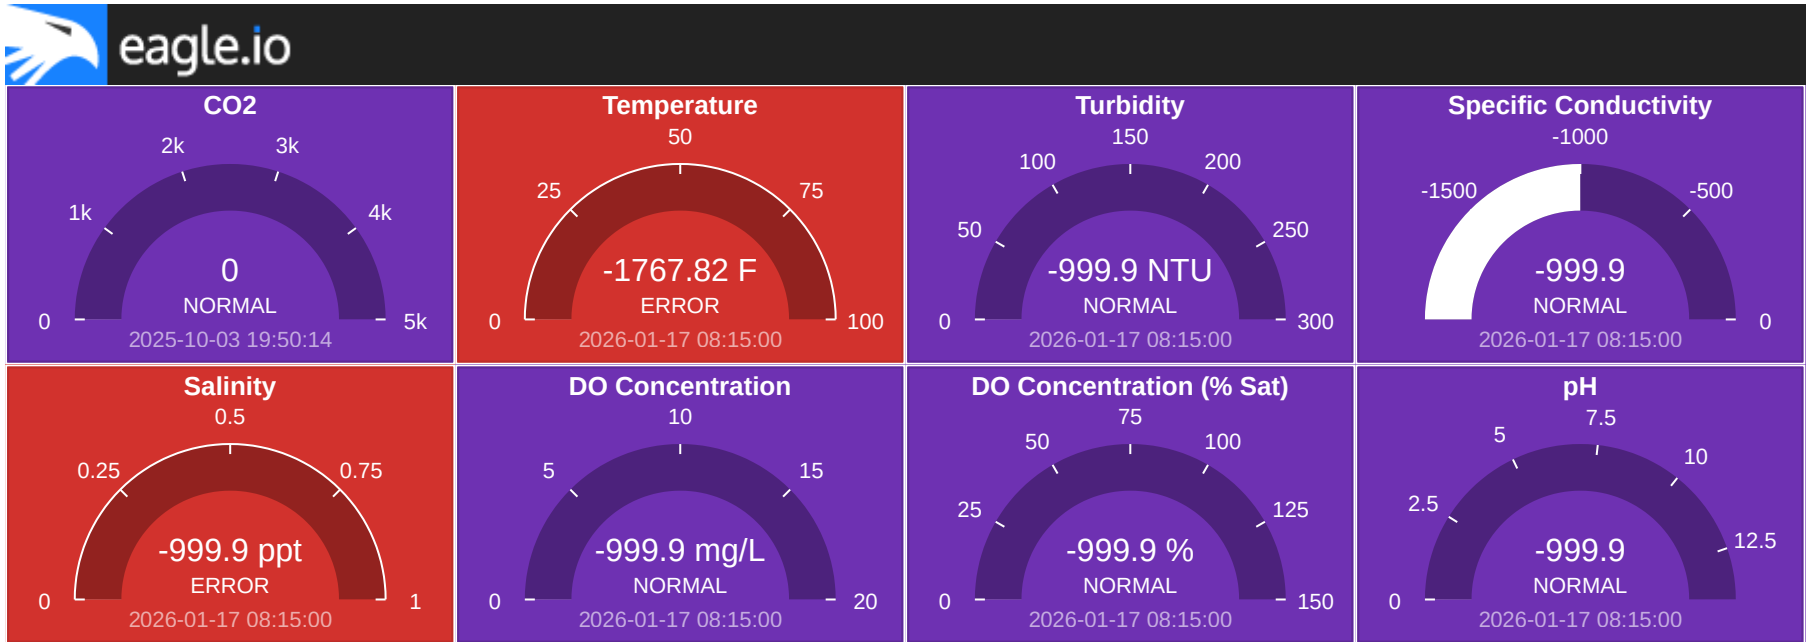 eagle.io
CO2
2k 3k
1k 4k
0
NORMAL
0 5k
2025-10-03 19:50:14
Temperature
50
25 75
-1767.82 F
ERROR
0 100
2026-01-17 08:15:00
Turbidity
150
100 200
50 250
-999.9 NTU
NORMAL
0 300
2026-01-17 08:15:00
Specific Conductivity
-1000
-1500 -500
-999.9
NORMAL
0
2026-01-17 08:15:00
Salinity
0.5
0.25 0.75
-999.9 ppt
ERROR
0 1
2026-01-17 08:15:00
DO Concentration
10
5 15
-999.9 mg/L
NORMAL
0 20
2026-01-17 08:15:00
DO Concentration (% Sat)
75
50 100
25 125
-999.9 %
NORMAL
0 150
2026-01-17 08:15:00
pH
7.5
5 10
2.5 12.5
-999.9
NORMAL
0
2026-01-17 08:15:00